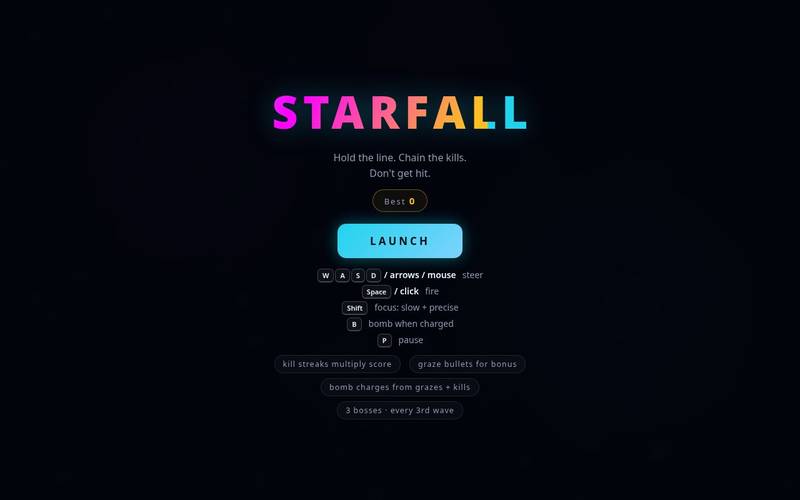 STARFALL
Hold the line. Chain the kills.
Don't get hit.
Best 0
LAUNCH
W A S D / arrows / mouse steer
Space / click fire
Shift focus: slow + precise
B bomb when charged
P pause
kill streaks multiply score graze bullets for bonus
bomb charges from grazes + kills
3 bosses · every 3rd wave